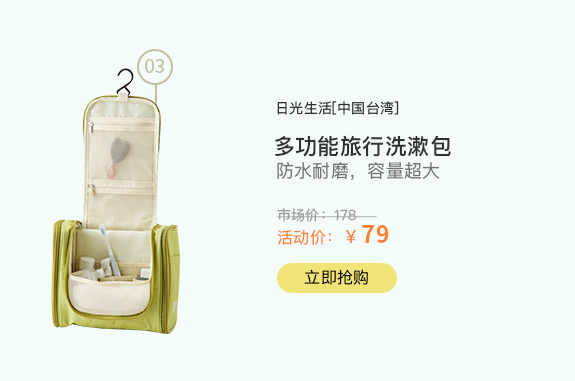 03
日光生活[中国台湾]
多功能旅行洗漱包
防水耐磨，容量超大
市场价：178
活动价：￥79
立即抢购